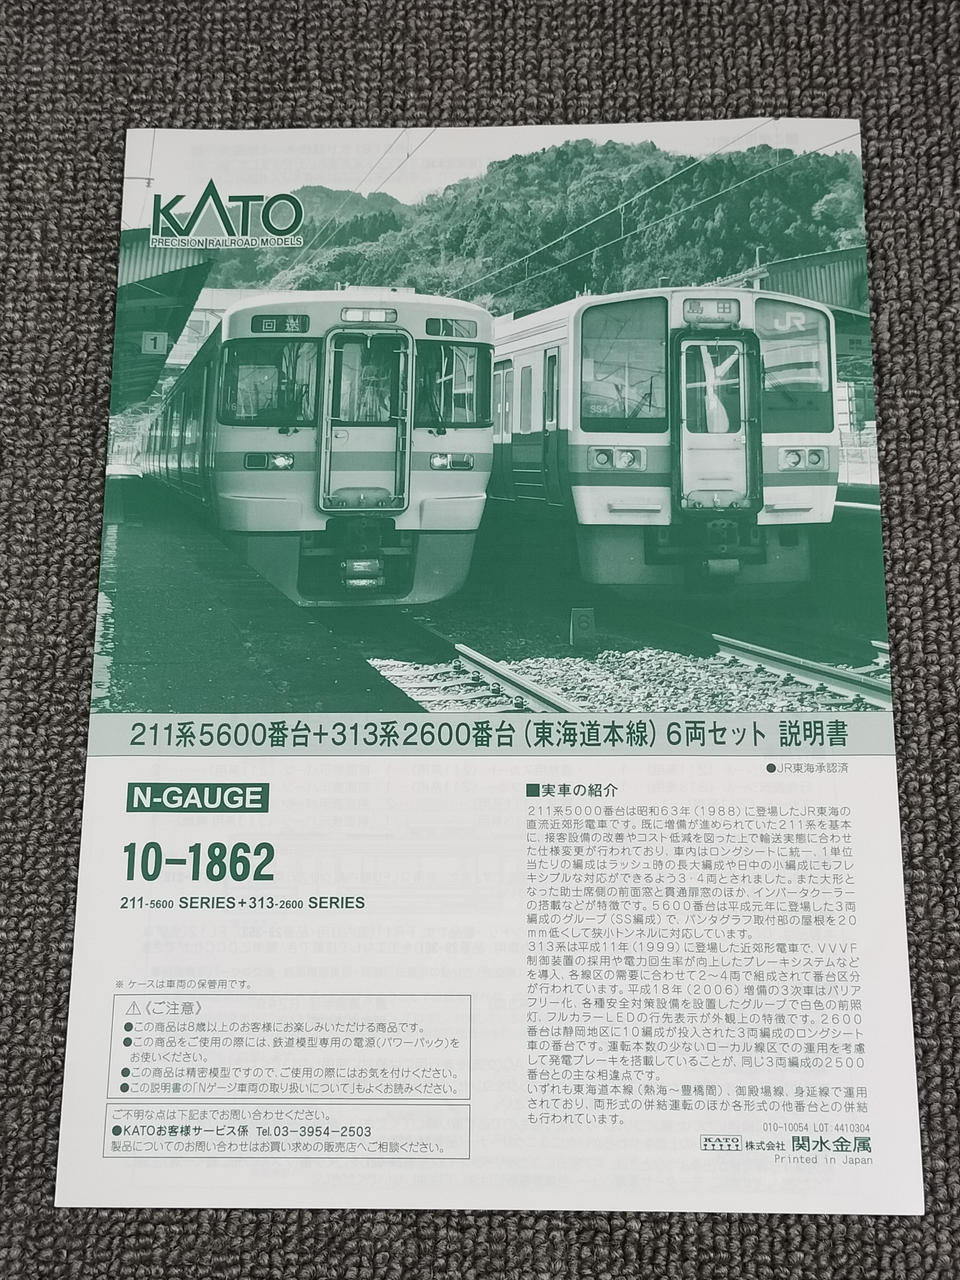 KATO
PRECISION RAILROAD MODELS
1
回送
島田
JR
SS4
6
211系5600番台+313系2600番台(東海道本線)6両セット 説明書
●JR東海承認済
N-GAUGE
10-1862
211-5600 SERIES+313-2600 SERIES
■実車の紹介
211系5000番台は昭和63年(1988)に登場したJR東海の
直流近郊形電車です。既に増備が進められていた211系を基本
に、接客設備の改善やコスト低減を図った上で輸送実態に合わせ
た仕様変更が行われており、車内はロングシートに統一、1単位
当たりの編成はラッシュ時の長大編成や日中の小編成にもフレ
キシブルな対応ができるよう3・4両とされました。また大形と
なった助士席側の前面窓と貫通扉窓のほか、インバータクーラー
の搭載などが特徴です。5600番台は平成元年に登場した3両
編成のグループ(SS編成)で、パンタグラフ取付部の屋根を20
mm低くして狭小トンネルに対応しています。
313系は平成11年(1999)に登場した近郊形電車で、VVVF
制御装置の採用や電力回生率が向上したブレーキシステムなど
を導入、各線区の需要に合わせて2～4両で組成されて番台区分
が行われています。平成18年(2006)増備の3次車はバリア
フリー化、各種安全対策設備を設置したグループで白色の前照
灯、フルカラーLEDの行先表示が外観上の特徴です。2600
番台は静岡地区に10編成が投入された3両編成のロングシート
車の番台です。運転本数の少ないローカル線区での運用を考慮
して発電ブレーキを搭載していることが、同じ3両編成の2500
番台との主な相違点です。
いずれも東海道本線(熱海～豊橋間)、御殿場線、身延線で運用
されており、両形式の併結運転のほか各形式の他番台との併結
も行われています。
※ ケースは車両の保管用です。
⚠《ご注意》
●この商品は8歳以上のお客様にお楽しみいただける商品です。
●この商品をご使用の際には、鉄道模型専用の電源(パワーパック)を
お使いください。
●この商品は精密模型ですので、ご使用の際にはお気を付けください。
●この説明書の「Nゲージ車両の取り扱いについて」もよくお読みください。
ご不明な点は下記までお問い合わせください。
●KATOお客様サービス係 Tel.03-3954-2503
製品についてのお問い合わせはお買い求めの販売店へご相談ください。
010-10054 LOT:4410304
KATO 株式会社 関水金属
Printed in Japan